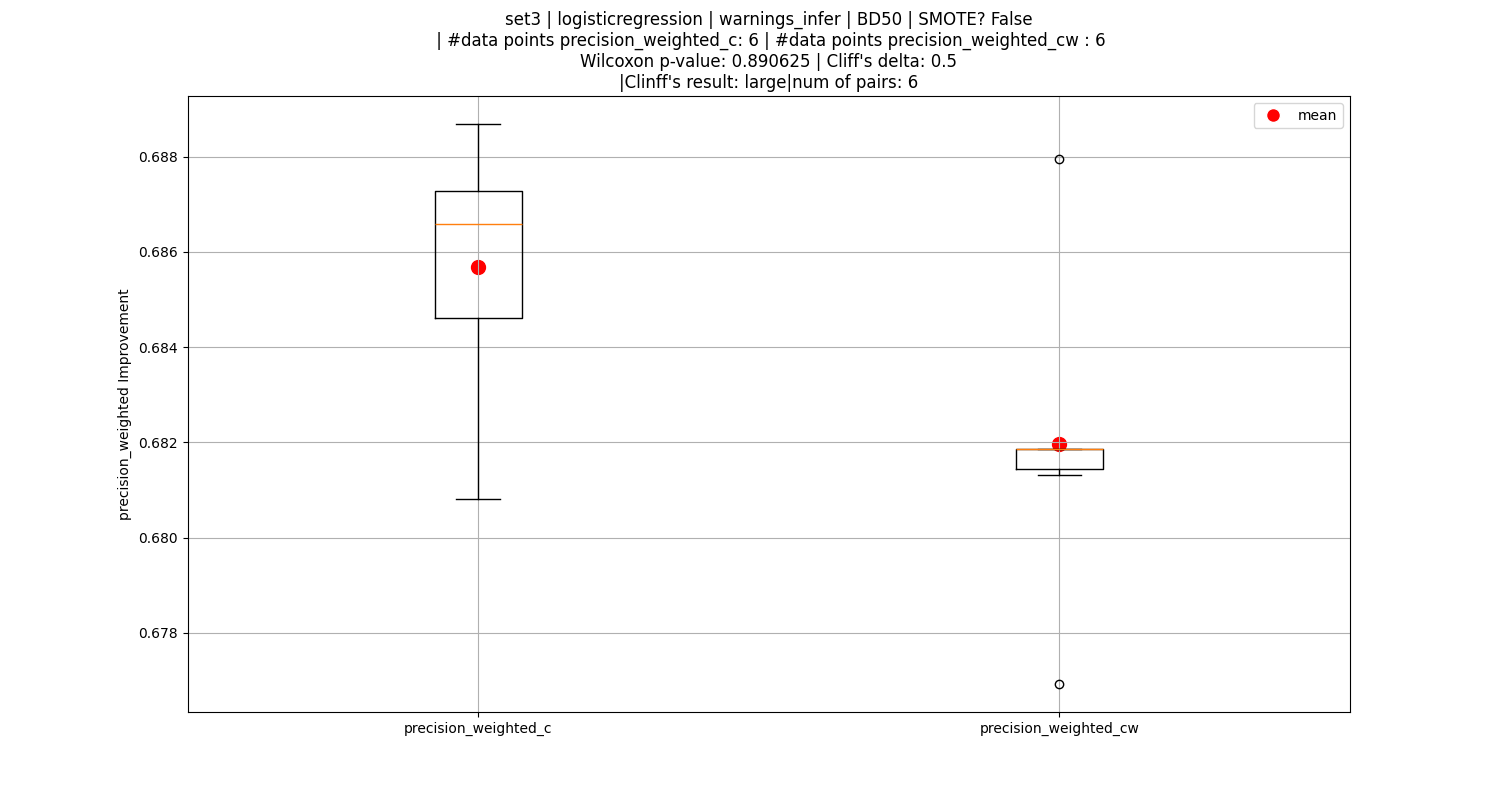 set3 | logisticregression | warnings_infer | BD50 | SMOTE? False
| #data points precision_weighted_c: 6 | #data points precision_weighted_cw : 6
Wilcoxon p-value: 0.890625 | Cliff's delta: 0.5
|Clinff's result: large|num of pairs: 6
mean
0.688
0.686
0.684
0.682
0.680
0.678
precision_weighted Improvement
precision_weighted_c
precision_weighted_cw